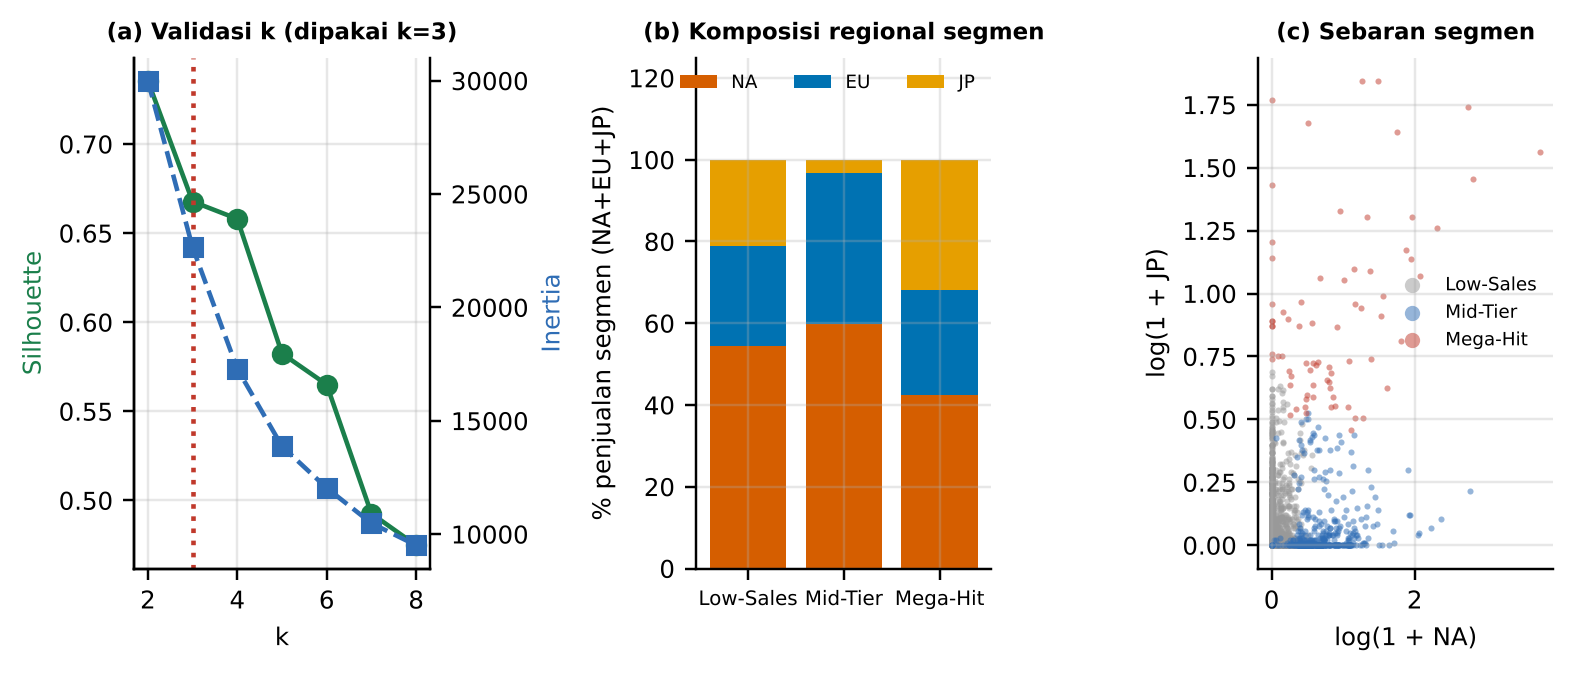 (a) Validasi k (dipakai k=3)
Silhouette
0.70
0.65
0.60
0.55
0.50
30000
25000
20000
15000
10000
Inertia
2 4 6 8
k
(b) Komposisi regional segmen
% penjualan segmen (NA+EU+JP)
120
100
80
60
40
20
0
NA EU JP
Low-Sales Mid-Tier Mega-Hit
(c) Sebaran segmen
log(1 + JP)
1.75
1.50
1.25
1.00
0.75
0.50
0.25
0.00
Low-Sales
Mid-Tier
Mega-Hit
0 2
log(1 + NA)